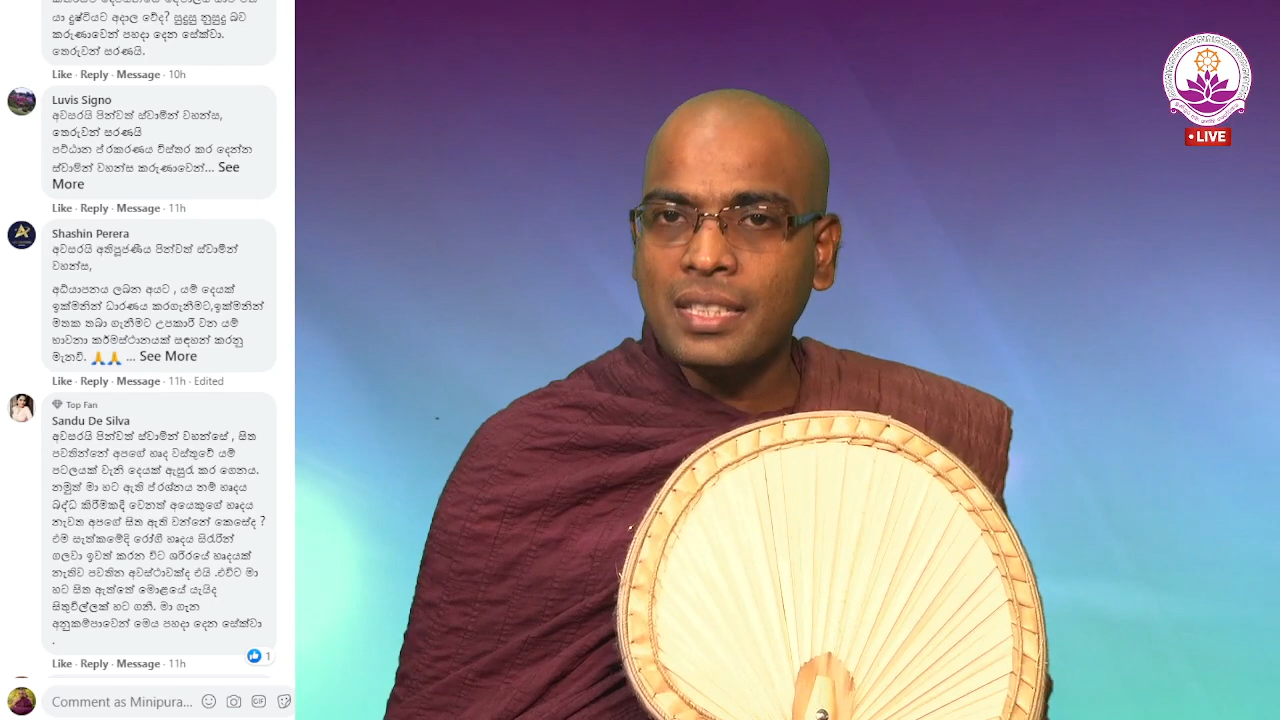 යා දෘෂ්ටියට අදාල වේද? සුදුසු නුසුදු බව
කරුණාවෙන් පහදා දෙන සේක්වා.
තෙරුවන් සරණයි.
Like · Reply · Message · 10h
Luvis Signo
අවසරයි පින්වත් ස්වාමින් වහන්ස,
තෙරුවන් සරණයි
පට්ඨාන ප්‍රකරණය විස්තර කර දෙන්න
ස්වාමින් වහන්ස කරුණාවෙන්... See
More
Like · Reply · Message · 11h
Shashin Perera
අවසරයි අතිපූජණීය පින්වත් ස්වාමීන්
වහන්ස,
අධ්‍යාපනය ලබන අයට , යම් දෙයක්
ඉක්මනින් ධාරණය කරගැනීමට,ඉක්මනින්
මතක තබා ගැනීමට උපකාරී වන යම්
භාවනා කර්මස්ථානයක් සඳහන් කරනු
මැනවි. 🙏🙏 ... See More
Like · Reply · Message · 11h · Edited
Top Fan
Sandu De Silva
අවසරයි පින්වත් ස්වාමින් වහන්සේ , සිත
පවතින්නේ අපගේ හෘද වස්තුවේ යම්
පටලයක් වැනි දෙයක් ඇසුරු කර ගෙනය.
නමුත් මා හට ඇති ප්‍රශ්නය නම් හෘදය
බද්ධ කිරීමකදී වෙනත් අයෙකුගේ හෘදය
නැවත අපගේ සිත ඇති වන්නේ කෙසේද ?
එම සැත්කමේදි රෝගී හෘදය සිරුරින්
ගලවා ඉවත් කරන විට ශරීරයේ හෘදයක්
නැතිව පවතින අවස්ථාවක්ද එයි .එවිට මා
හට සිත ඇත්තේ මොළයේ යැයිද
සිතුවිල්ලක් හට ගනී. මා ගැන
අනුකම්පාවෙන් මෙය පහදා දෙන සේක්වා
.
1
Like · Reply · Message · 11h
Comment as Minipura...
GIF
LIVE